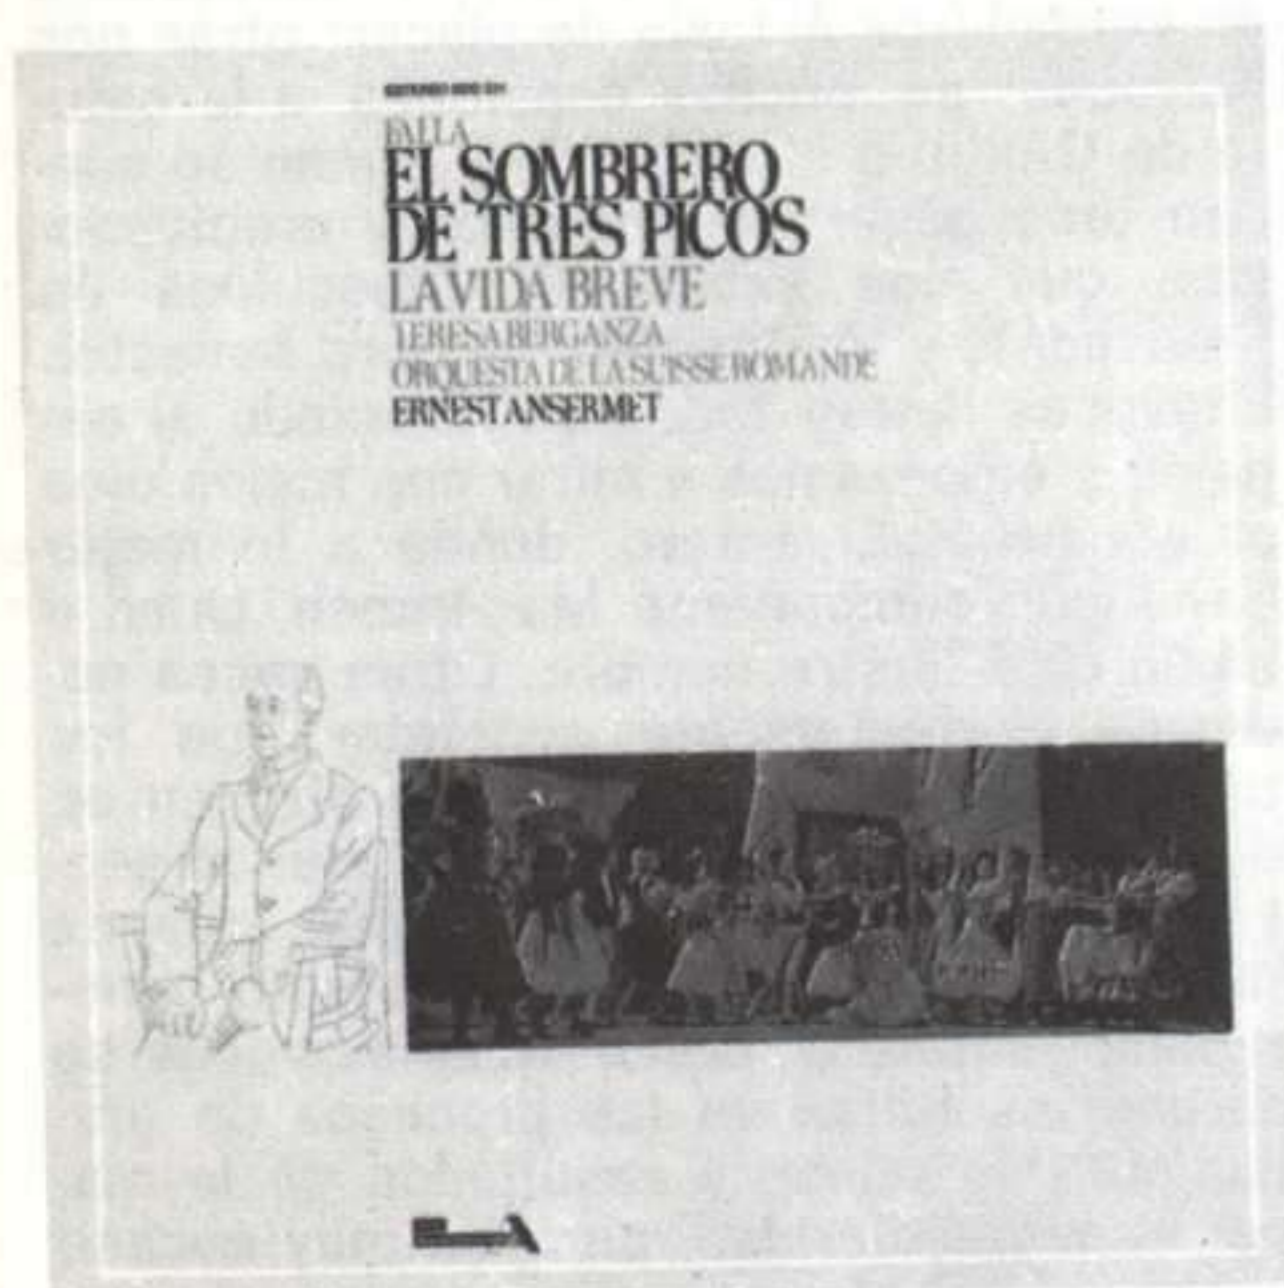 FALLA
EL SOMBRERO
DE TRES PICOS
LA VIDA BREVE
TERESA BERGANZA
ORQUESTA DE LA SUISSE ROMANDE
ERNEST ANSERMET